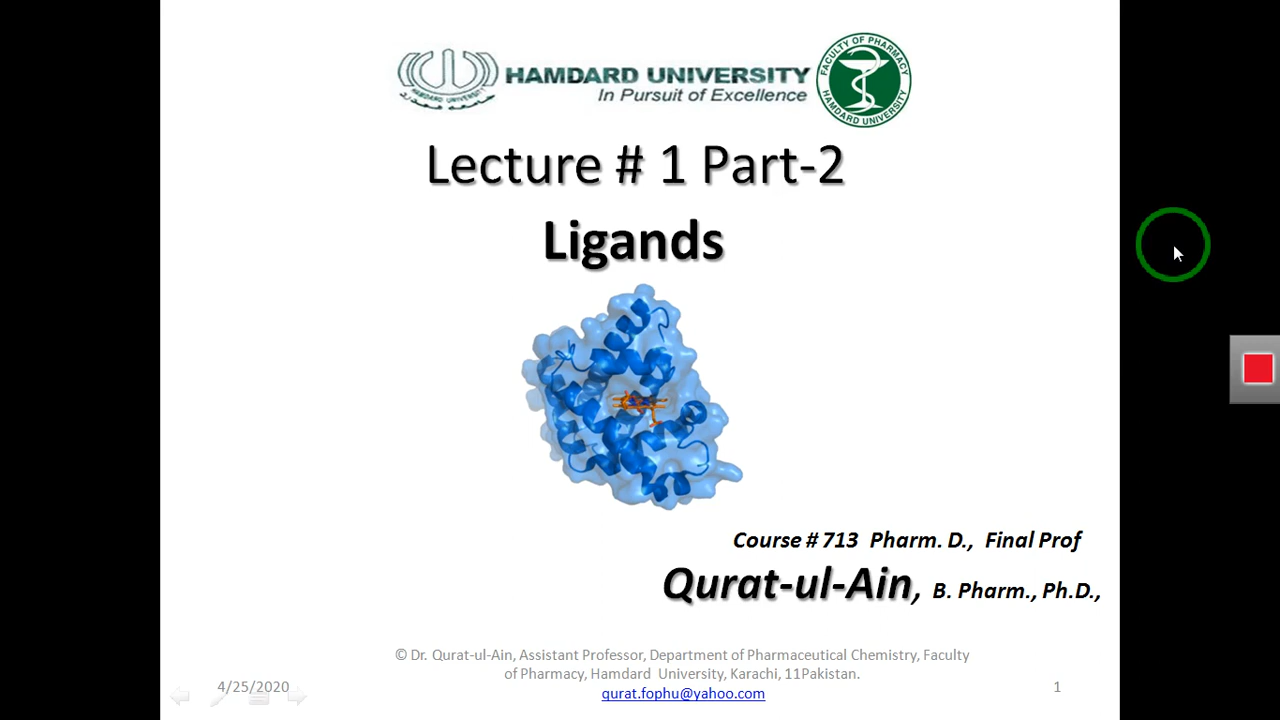 HAMDARD UNIVERSITY
In Pursuit of Excellence
HAMDARD UNIVERSITY
FACULTY OF PHARMACY
HAMDARD UNIVERSITY
Lecture # 1 Part-2
Ligands
Course # 713 Pharm. D., Final Prof
Qurat-ul-Ain, B. Pharm., Ph.D.,
© Dr. Qurat-ul-Ain, Assistant Professor, Department of Pharmaceutical Chemistry, Faculty
of Pharmacy, Hamdard University, Karachi, 11Pakistan.
qurat.fophu@yahoo.com
4/25/2020
1